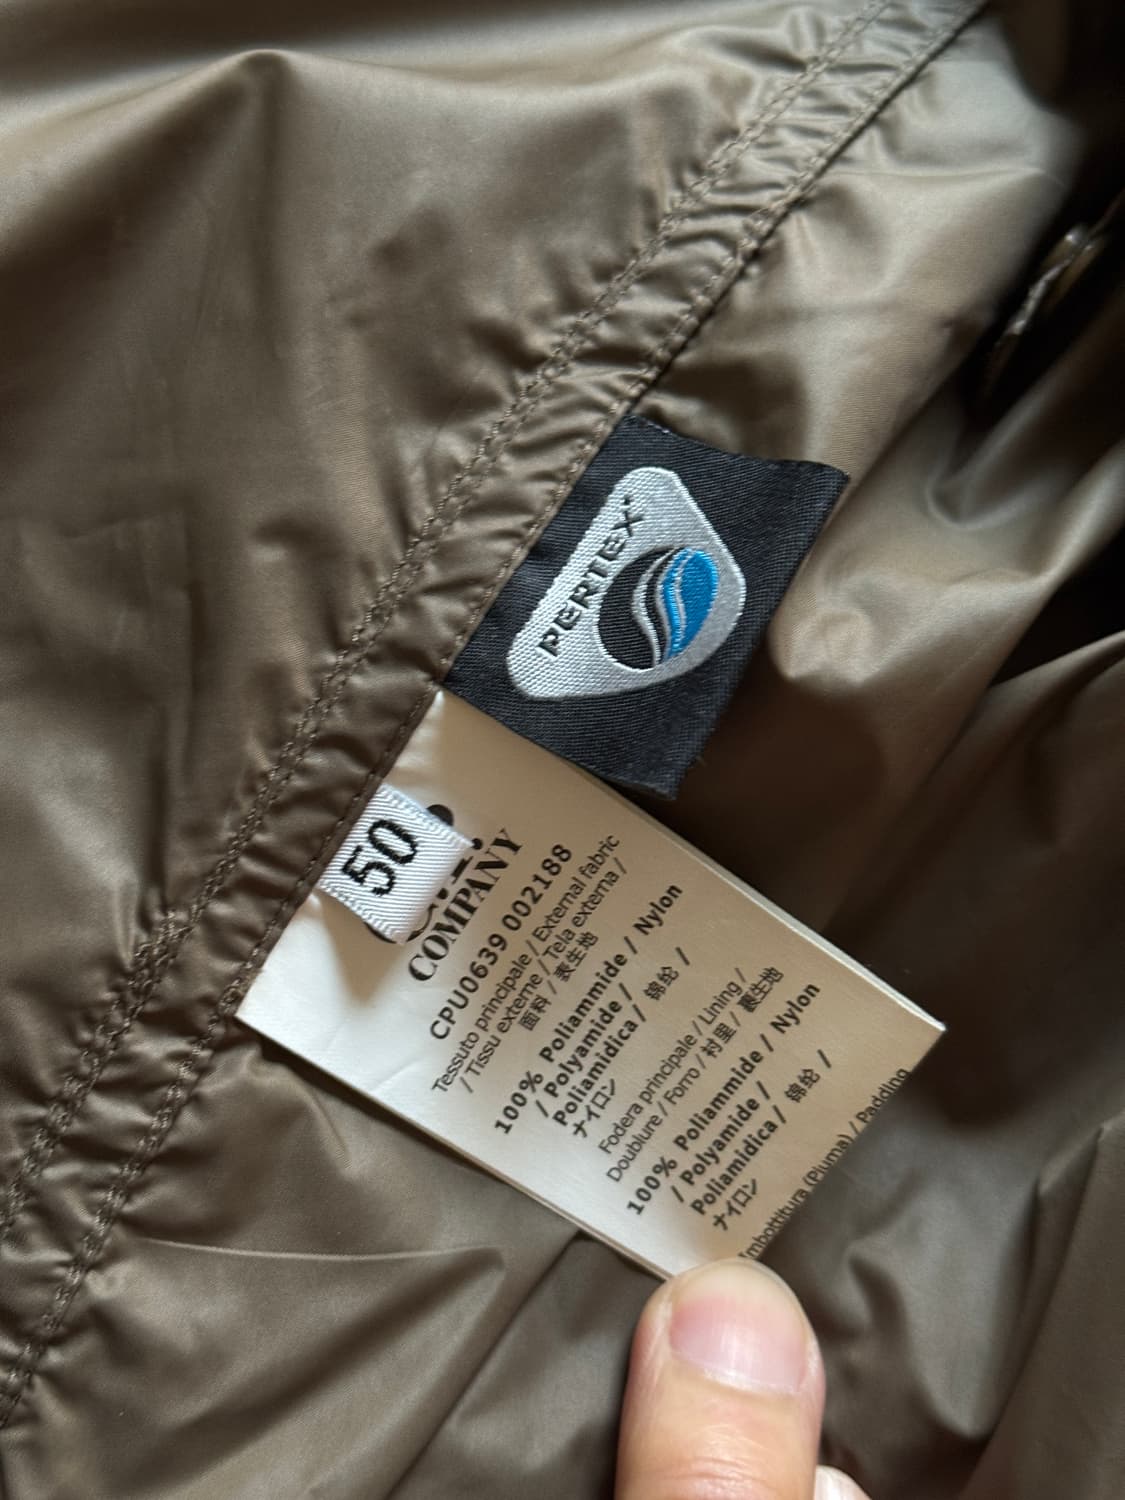 PERTEX
50
COMPANY
CPU0639 002188
Tessuto principale / External fabric
/ Tissu externe / Tela externa /
面料 / 表生地
100% Poliammide / Nylon
/ Polyamide /
Poliamidica / 锦纶 /
ナイロン
Fodera principale / Lining /
Doublure / Forro / 衬里 / 裏生地
100% Poliammide / Nylon
/ Polyamide /
Poliamidica / 锦纶 /
ナイロン
Imbottitura (Piuma) / Padding